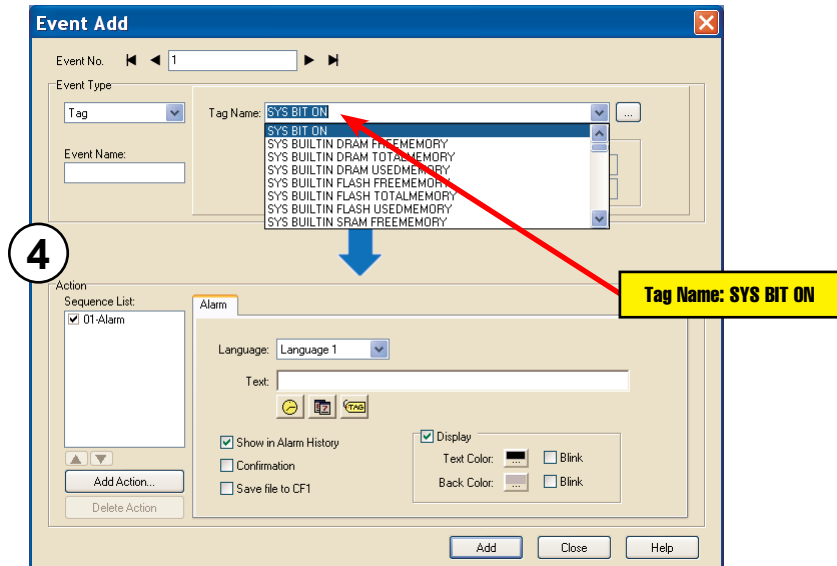 Event Add
Event No. 1
Event Type
Tag
Tag Name: SYS BIT ON
...
SYS BIT ON
SYS BUILTIN DRAM FREEMEMORY
SYS BUILTIN DRAM TOTALMEMORY
SYS BUILTIN DRAM USEDMEMORY
SYS BUILTIN FLASH FREEMEMORY
SYS BUILTIN FLASH TOTALMEMORY
SYS BUILTIN FLASH USEDMEMORY
SYS BUILTIN SRAM FREEMEMORY
Event Name:
4
Tag Name: SYS BIT ON
Action
Sequence List:
01-Alarm
Alarm
Language: Language 1
Text:
TAG
Show in Alarm History
Confirmation
Save file to CF1
Display
Text Color: ... Blink
Back Color: ... Blink
Add Action...
Delete Action
Add Close Help